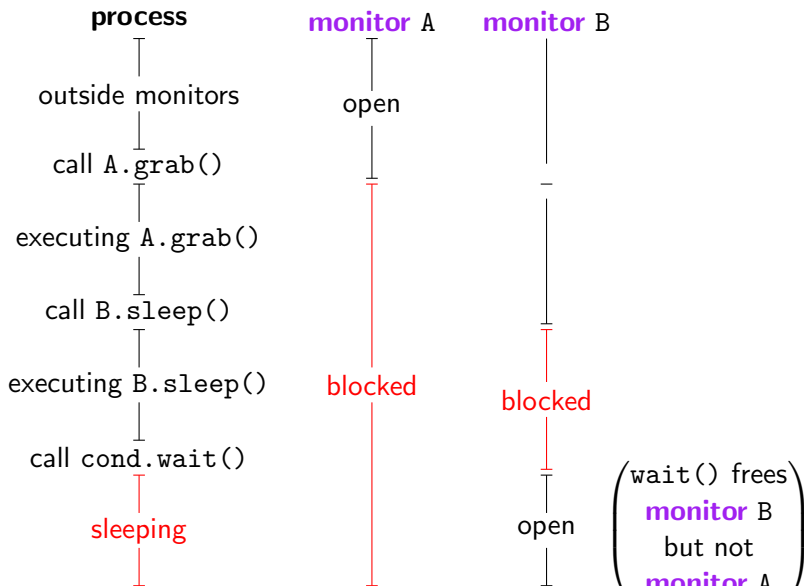 process monitor A monitor B
outside monitors
open
call A.grab()
executing A.grab()
call B.sleep()
executing B.sleep()
blocked
blocked
call cond.wait()
wait() frees
monitor B
sleeping
open
but not
monitor A